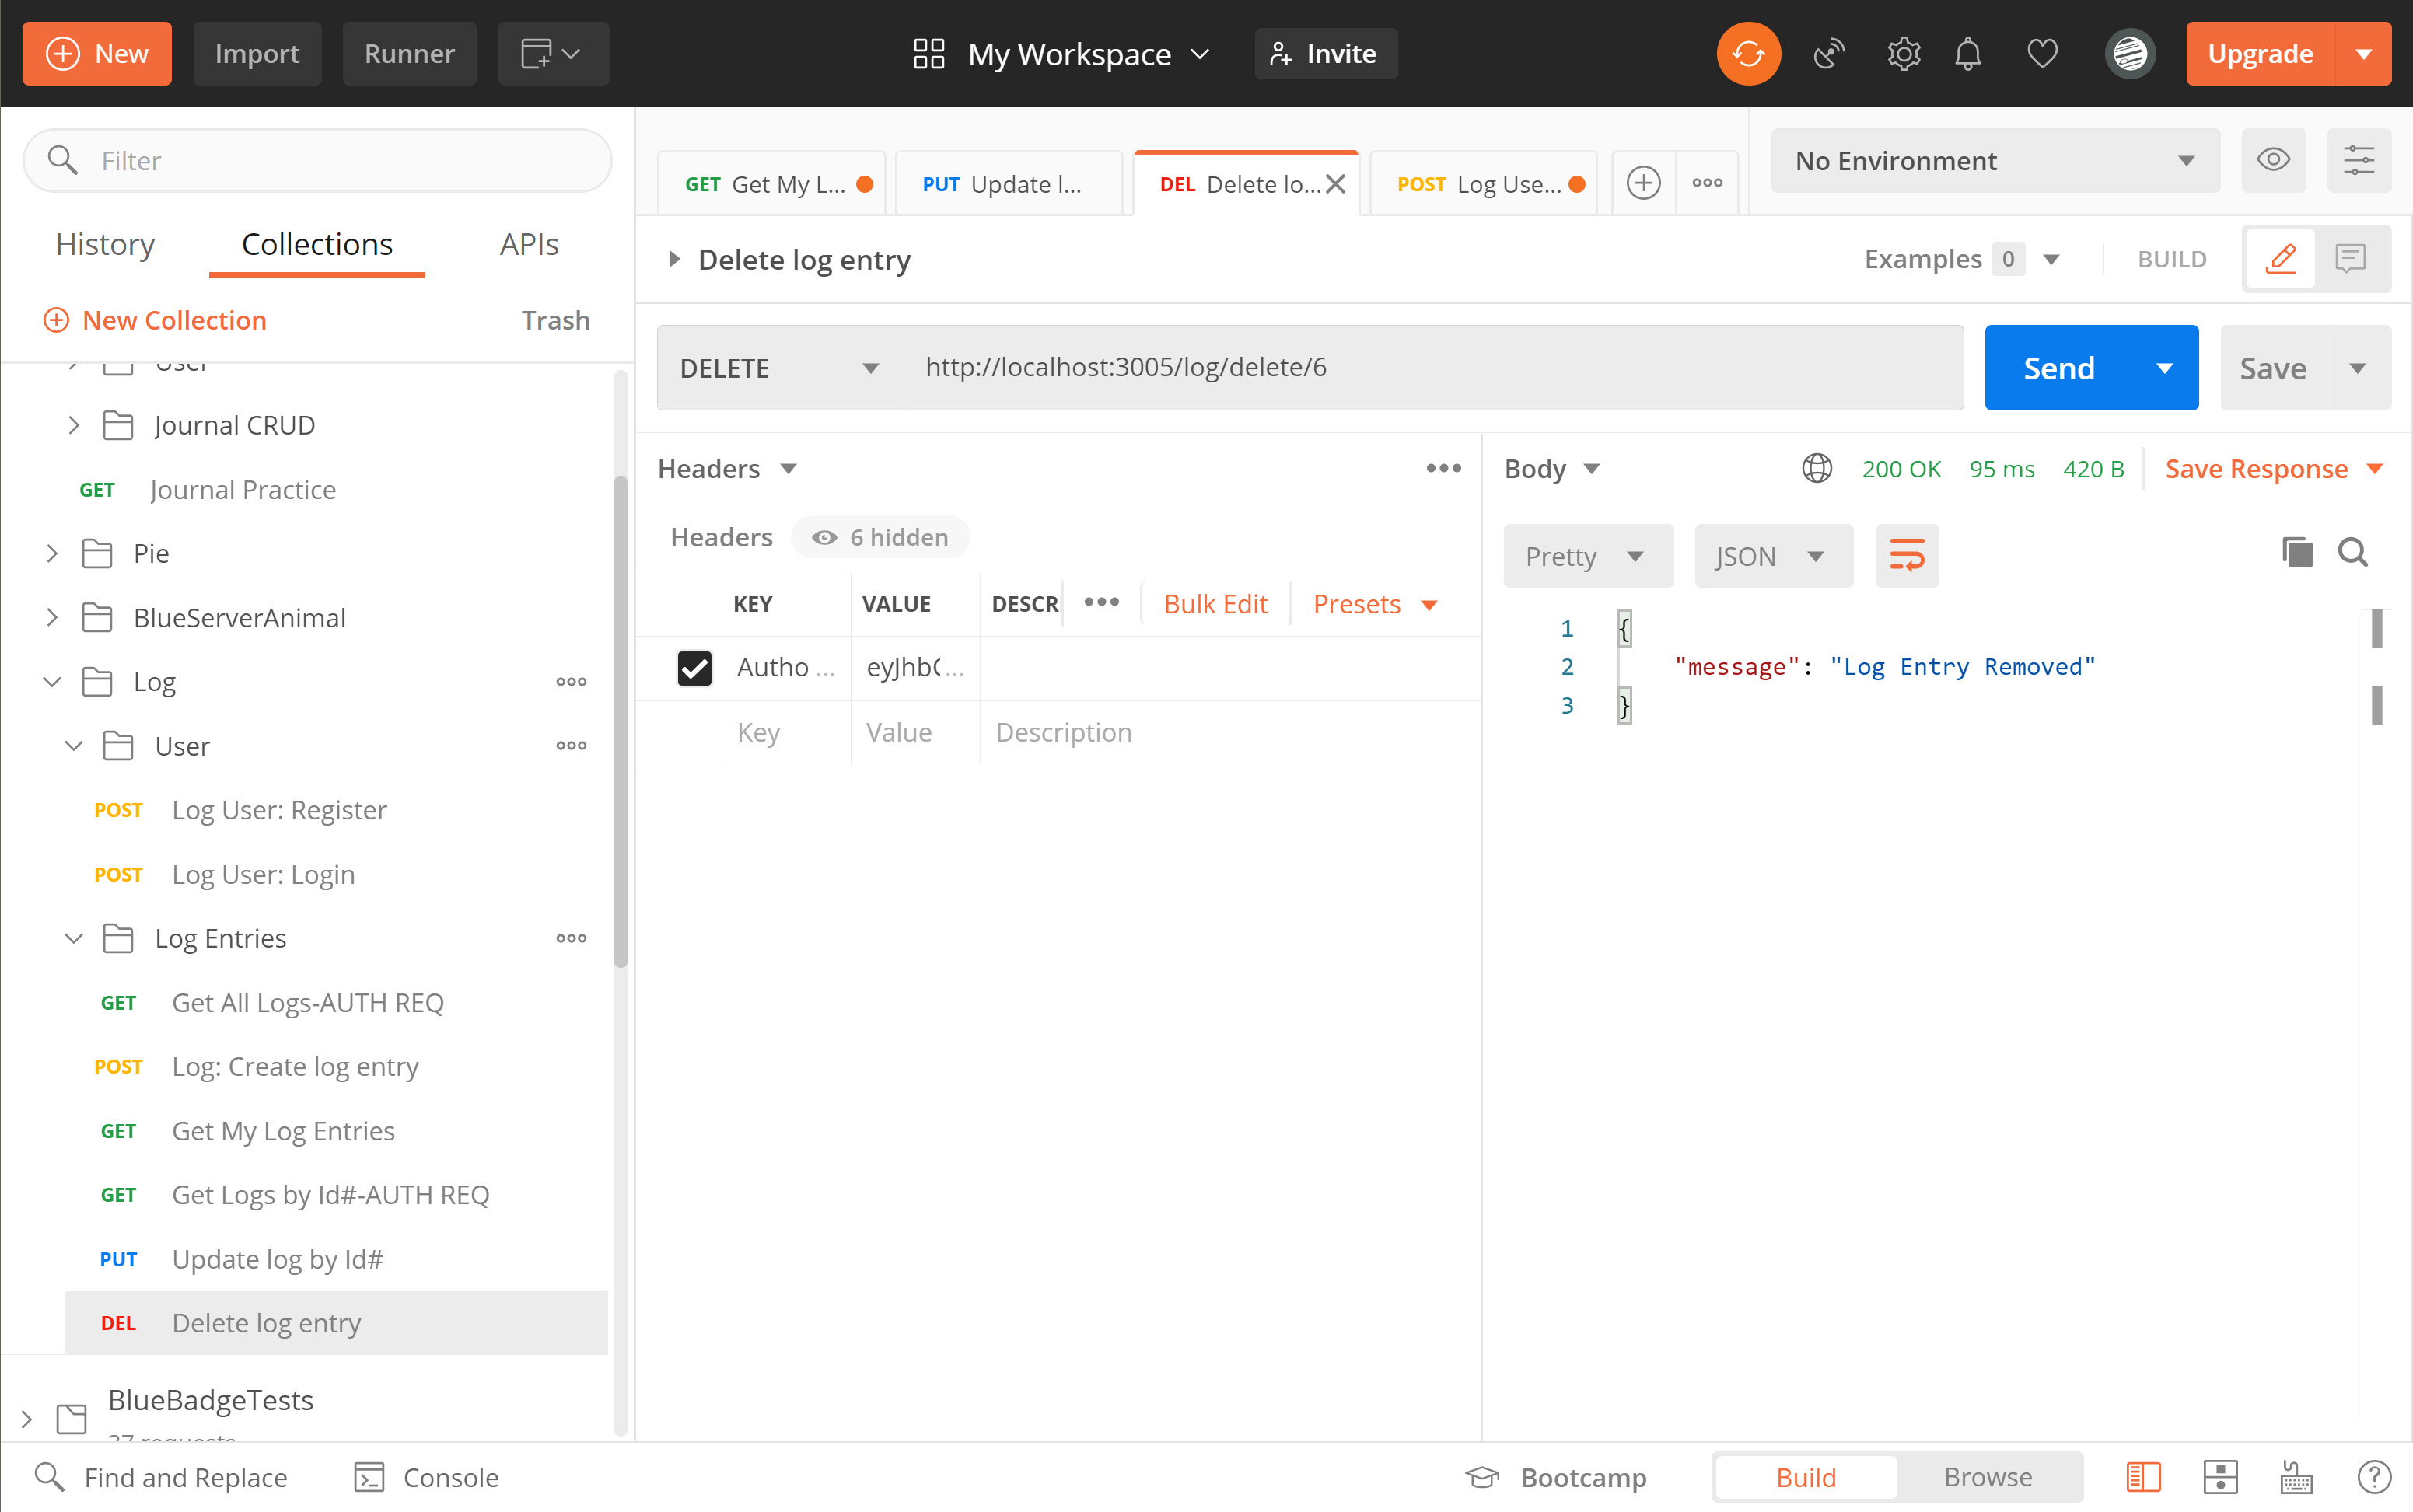 New
Import
Runner
My Workspace
Invite
Upgrade
Filter
History
Collections
APIs
New Collection
Trash
User
Journal CRUD
GET Journal Practice
Pie
BlueServerAnimal
Log
User
POST Log User: Register
POST Log User: Login
Log Entries
GET Get All Logs-AUTH REQ
POST Log: Create log entry
GET Get My Log Entries
GET Get Logs by Id#-AUTH REQ
PUT Update log by Id#
DEL Delete log entry
BlueBadgeTests
37 requests
GET Get My L...
PUT Update l...
DEL Delete lo...
POST Log Use...
No Environment
Delete log entry
Examples 0
BUILD
DELETE
http://localhost:3005/log/delete/6
Send
Save
Headers
Headers
6 hidden
KEY VALUE DESCRI
Bulk Edit
Presets
Autho ... eyJhbC ...
Key Value Description
Body
200 OK 95 ms 420 B
Save Response
Pretty
JSON
1 {
2 "message": "Log Entry Removed"
3 }
Find and Replace
Console
Bootcamp
Build
Browse